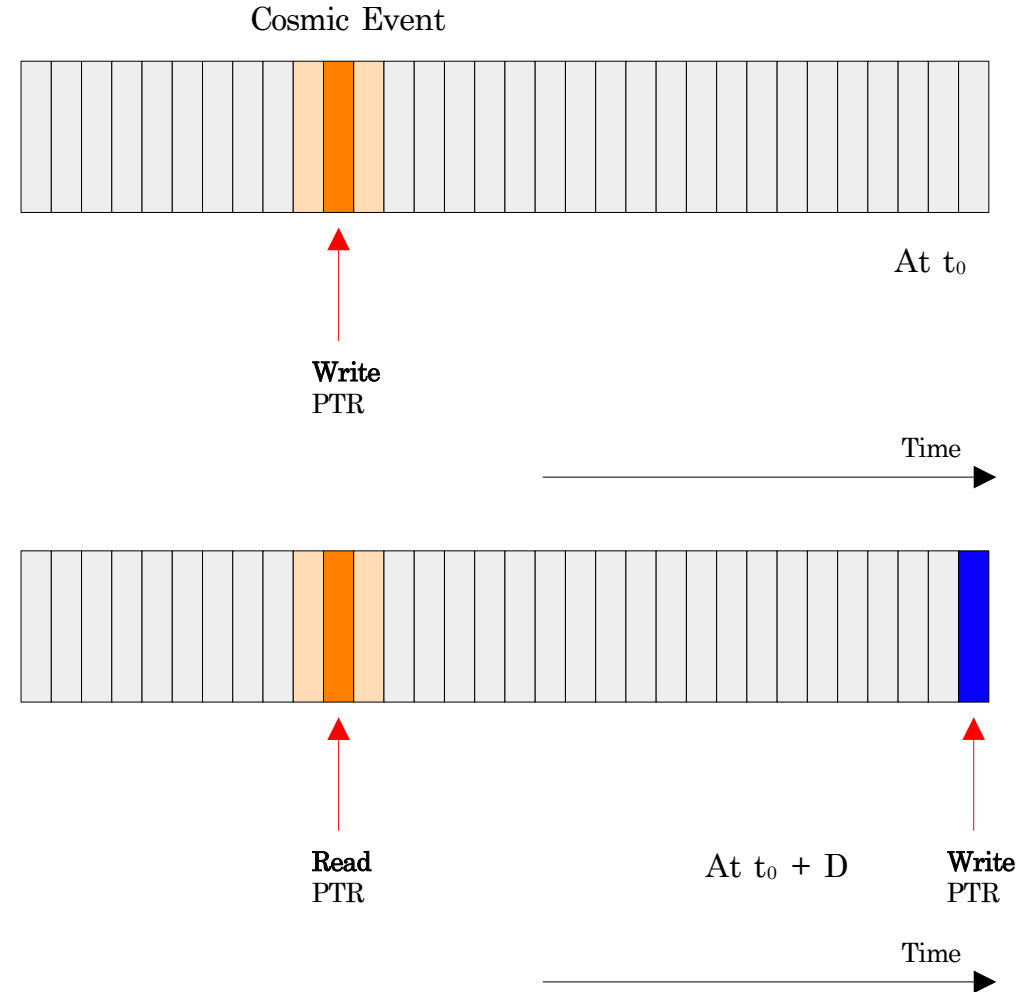 Cosmic Event
At t₀
Write
PTR
Time
Read
PTR
At t₀ + D
Write
PTR
Time